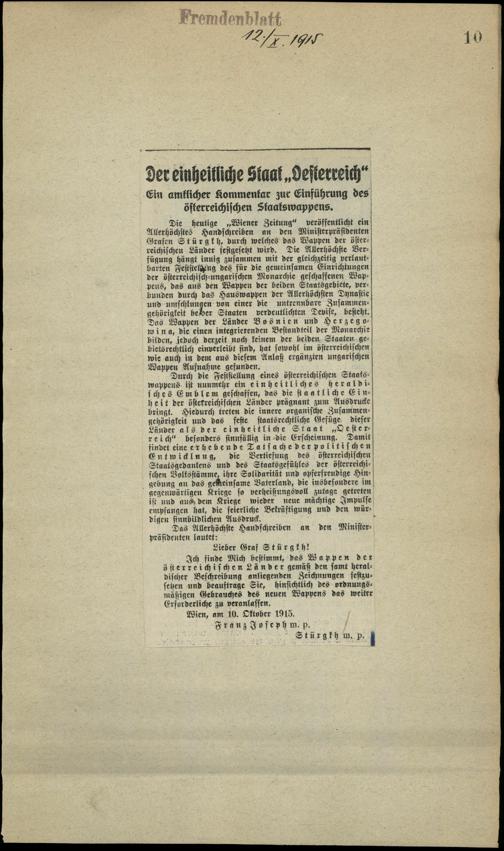 Fremdenblatt
12./X. 1915
10
Der einheitliche Staat „Oesterreich"
Ein amtlicher Kommentar zur Einführung des
österreichischen Staatswappens.
Die heutige „Wiener Zeitung" veröffentlicht ein
Allerhöchstes Handschreiben an den Ministerpräsidenten
Grafen Stürgkh, durch welches das Wappen der öster-
reichischen Länder festgesetzt wird. Die Allerhöchste Ver-
fügung hängt innig zusammen mit der gleichzeitig verlaut-
barten Feststellung des für die gemeinsamen Einrichtungen
der österreichisch-ungarischen Monarchie geschaffenen Wap-
pens, das aus den Wappen der beiden Staatsgebiete, ver-
bunden durch das Hauswappen der Allerhöchsten Dynastie
und umschlungen von einer die untrennbare Zusammen-
gehörigkeit beider Staaten verdeutlichten Devise, besteht.
Das Wappen der Länder Bosnien und Herzego-
wina, die einen integrierenden Bestandteil der Monarchie
bilden, jedoch derzeit noch keinem der beiden Staaten ge-
bietsrechtlich einverleibt sind, hat sowohl im österreichischen
wie auch in dem aus diesem Anlaß ergänzten ungarischen
Wappen Aufnahme gefunden.
Durch die Feststellung eines österreichischen Staats-
wappens ist nunmehr ein einheitliches heraldi-
sches Emblem geschaffen, das die staatliche Ein-
heit der österreichischen Länder prägnant zum Ausdrucke
bringt. Hiedurch treten die innere organische Zusammen-
gehörigkeit und das feste staatsrechtliche Gefüge dieser
Länder als der einheitliche Staat „Oester-
reich" besonders sinnfällig in die Erscheinung. Damit
findet eine erhebende Tatsache der politischen
Entwicklung, die Vertiefung des österreichischen
Staatsgedankens und des Staatsgefühles der österreichi-
schen Volksstämme, ihre Solidarität und opferfreudige Hin-
gebung an das gemeinsame Vaterland, die insbesondere im
gegenwärtigen Kriege so verheißungsvoll zutage getreten
ist und aus dem Kriege wieder neue mächtige Impulse
empfangen hat, die feierliche Bekräftigung und den wür-
digen sinnbildlichen Ausdruck.
Das Allerhöchste Handschreiben an den Minister-
präsidenten lautet:
Lieber Graf Stürgkh!
Ich finde Mich bestimmt, das Wappen der
österreichischen Länder gemäß den samt heral-
discher Beschreibung anliegenden Zeichnungen festzu-
setzen und beauftrage Sie, hinsichtlich des ordnungs-
mäßigen Gebrauches des neuen Wappens das weiter
Erforderliche zu veranlassen.
Wien, am 10. Oktober 1915.
Franz Joseph m. p.
Stürgkh m. p.